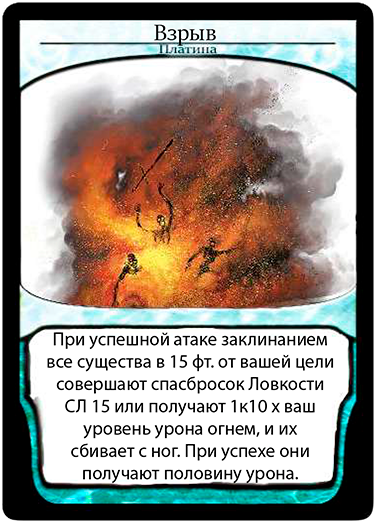 Взрыв
Платина
При успешной атаке заклинанием
все существа в 15 фт. от вашей цели
совершают спасбросок Ловкости
СЛ 15 или получают 1к10 х ваш
уровень урона огнем, и их
сбивает с ног. При успехе они
получают половину урона.